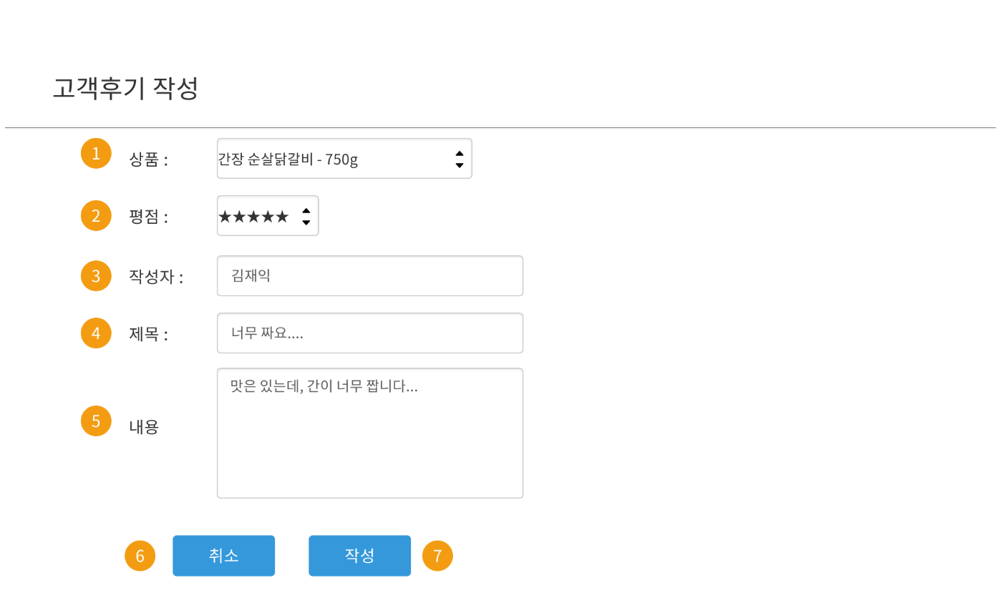 고객후기 작성
1 상품 : 간장 순살닭갈비 - 750g
2 평점 : ★★★★★
3 작성자 : 김재익
4 제목 : 너무 짜요....
5 내용 맛은 있는데, 간이 너무 짭니다...
6 취소 작성 7